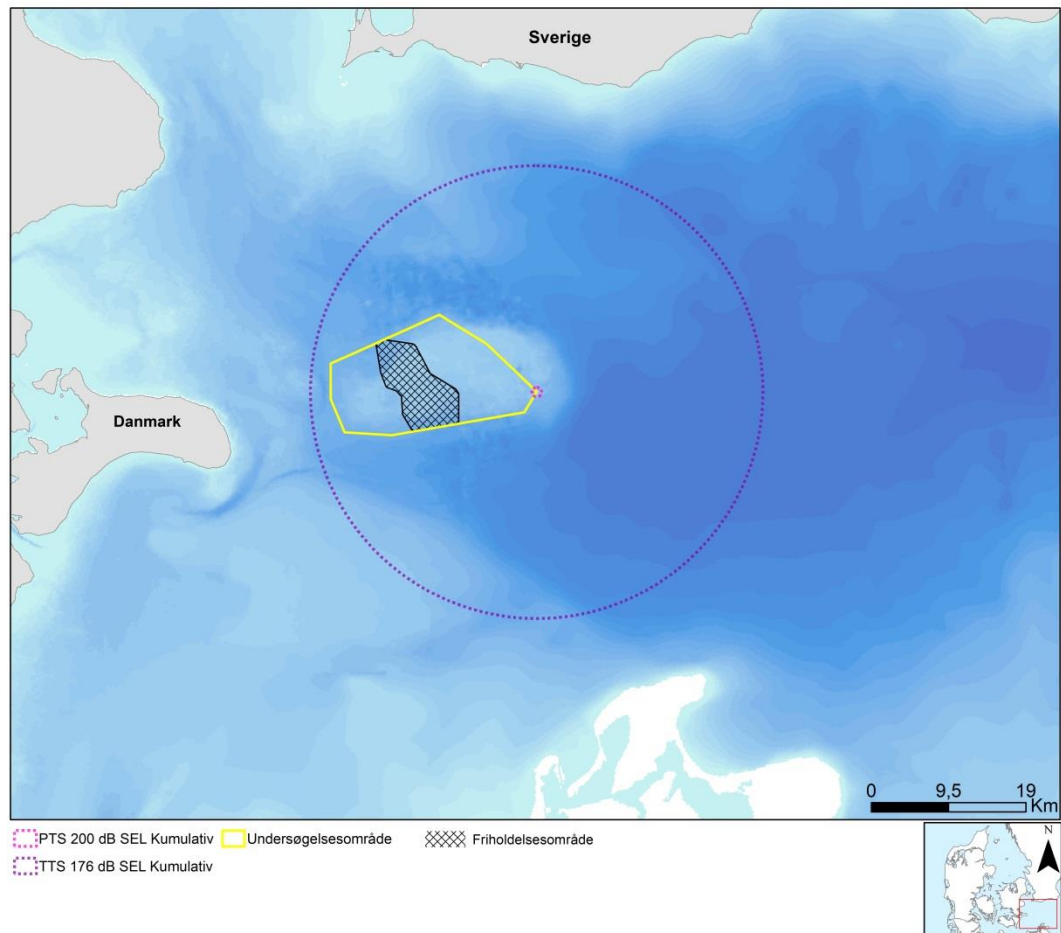 Sverige
Danmark
0 9,5 19
Km
PTS 200 dB SEL Kumulativ Undersøgelsesområde Friholdelsesområde
TTS 176 dB SEL Kumulativ
N